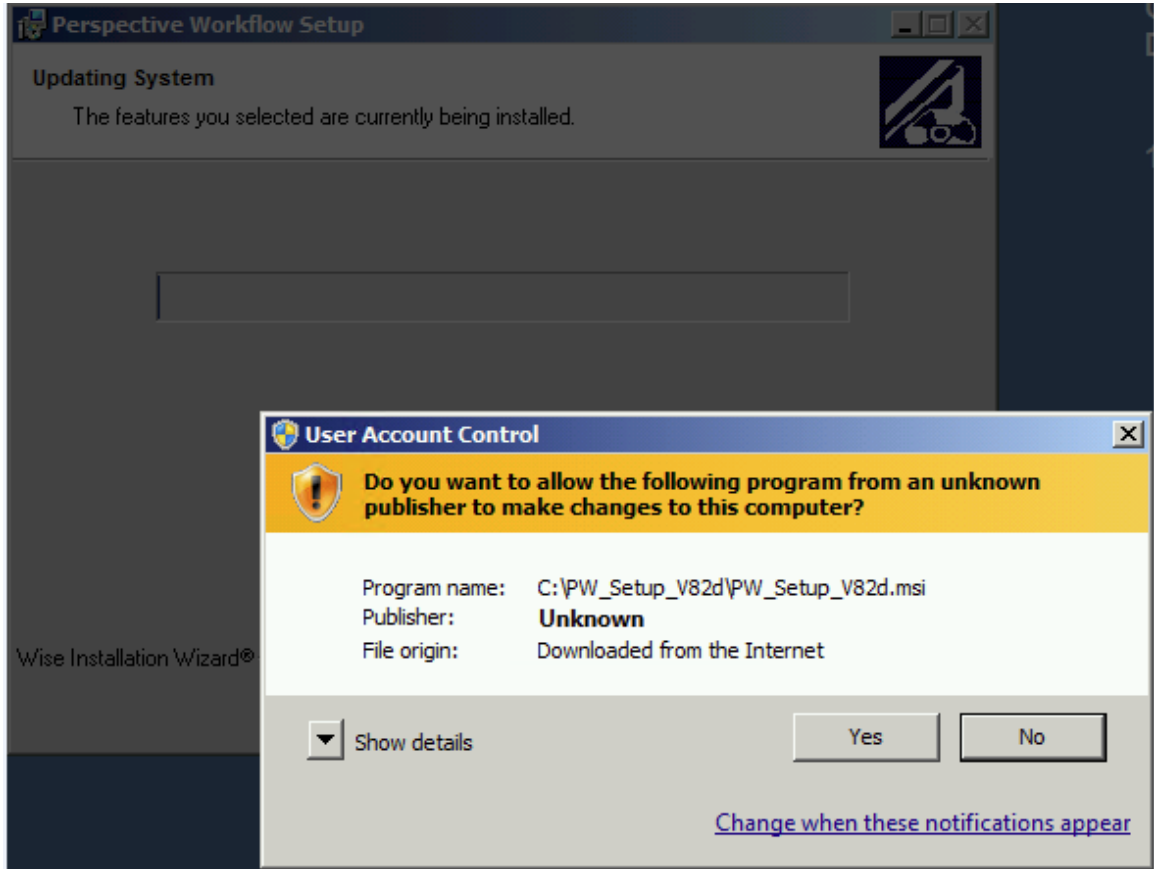 Perspective Workflow Setup
Updating System
The features you selected are currently being installed.
Wise Installation Wizard®
User Account Control
Do you want to allow the following program from an unknown
publisher to make changes to this computer?
Program name: C:\PW_Setup_V82d\PW_Setup_V82d.msi
Publisher: Unknown
File origin: Downloaded from the Internet
Show details
Yes
No
Change when these notifications appear